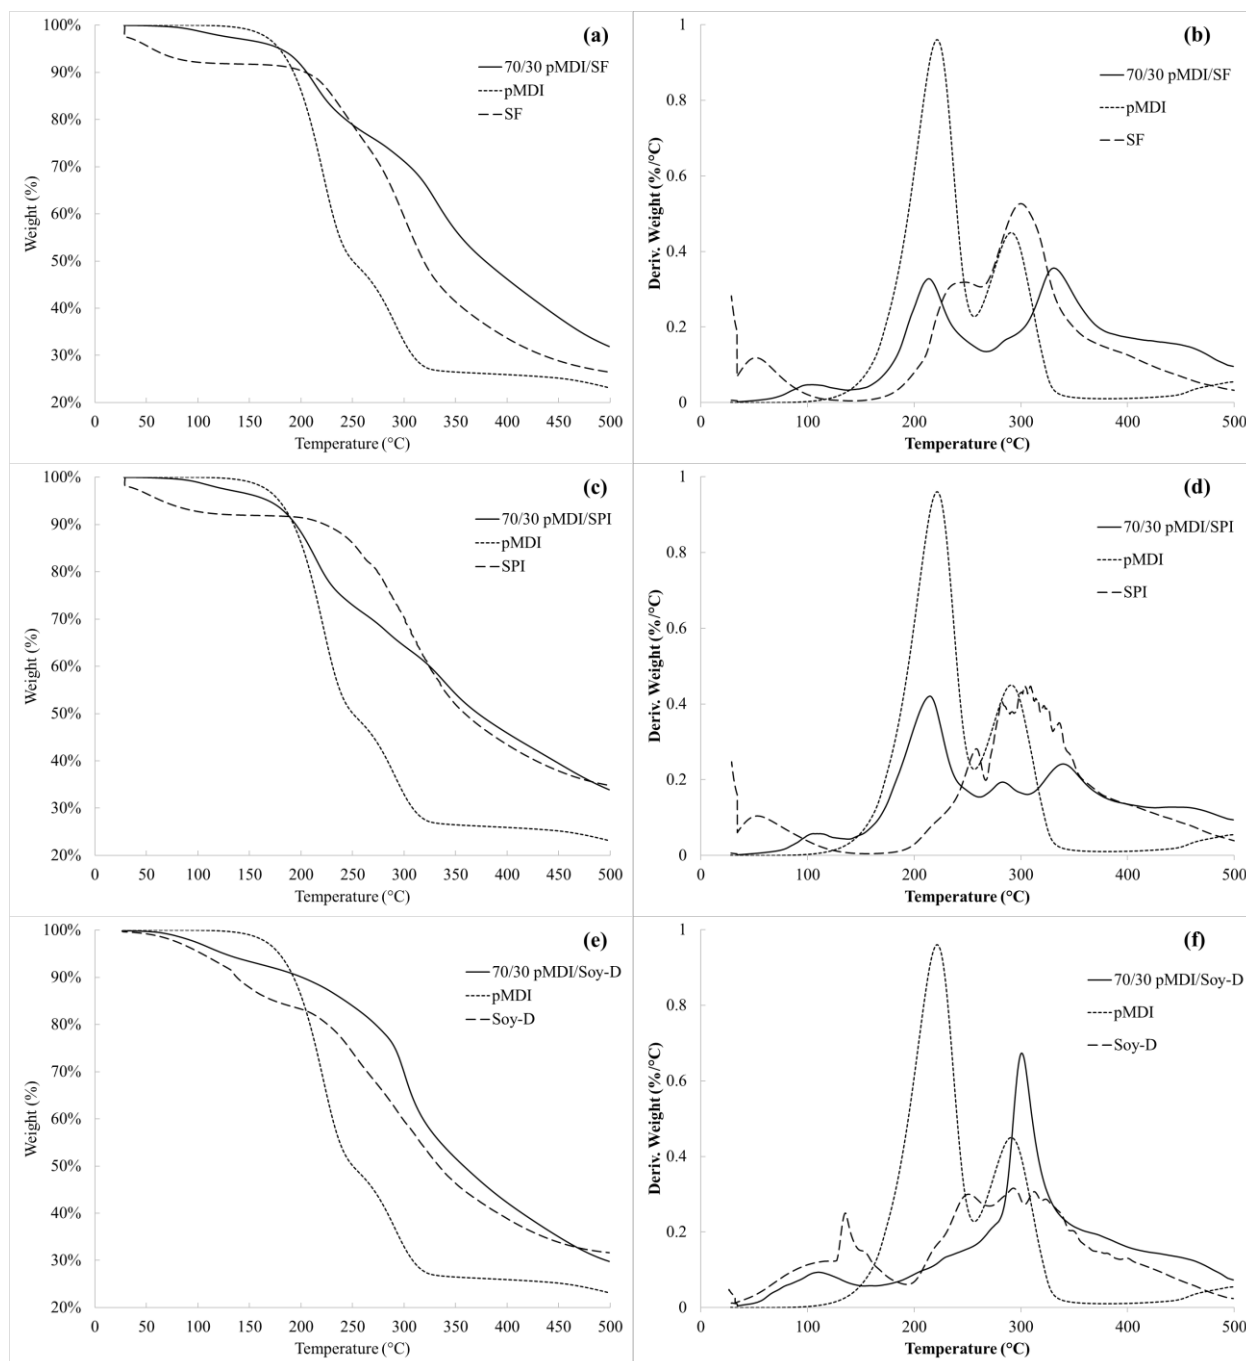 (a)
100%
90%
80%
70%
60%
50%
40%
30%
20%
Weight (%)
70/30 pMDI/SF
pMDI
SF
0 50 100 150 200 250 300 350 400 450 500
Temperature (°C)
(b)
1
0.8
0.6
0.4
0.2
0
Deriv. Weight (%/°C)
70/30 pMDI/SF
pMDI
SF
0 100 200 300 400 500
Temperature (°C)
(c)
100%
90%
80%
70%
60%
50%
40%
30%
20%
Weight (%)
70/30 pMDI/SPI
pMDI
SPI
0 50 100 150 200 250 300 350 400 450 500
Temperature (°C)
(d)
1
0.8
0.6
0.4
0.2
0
Deriv. Weight (%/°C)
70/30 pMDI/SPI
pMDI
SPI
0 100 200 300 400 500
Temperature (°C)
(e)
100%
90%
80%
70%
60%
50%
40%
30%
20%
Weight (%)
70/30 pMDI/Soy-D
pMDI
Soy-D
0 50 100 150 200 250 300 350 400 450 500
Temperature (°C)
(f)
1
0.8
0.6
0.4
0.2
0
Deriv. Weight (%/°C)
70/30 pMDI/Soy-D
pMDI
Soy-D
0 100 200 300 400 500
Temperature (°C)